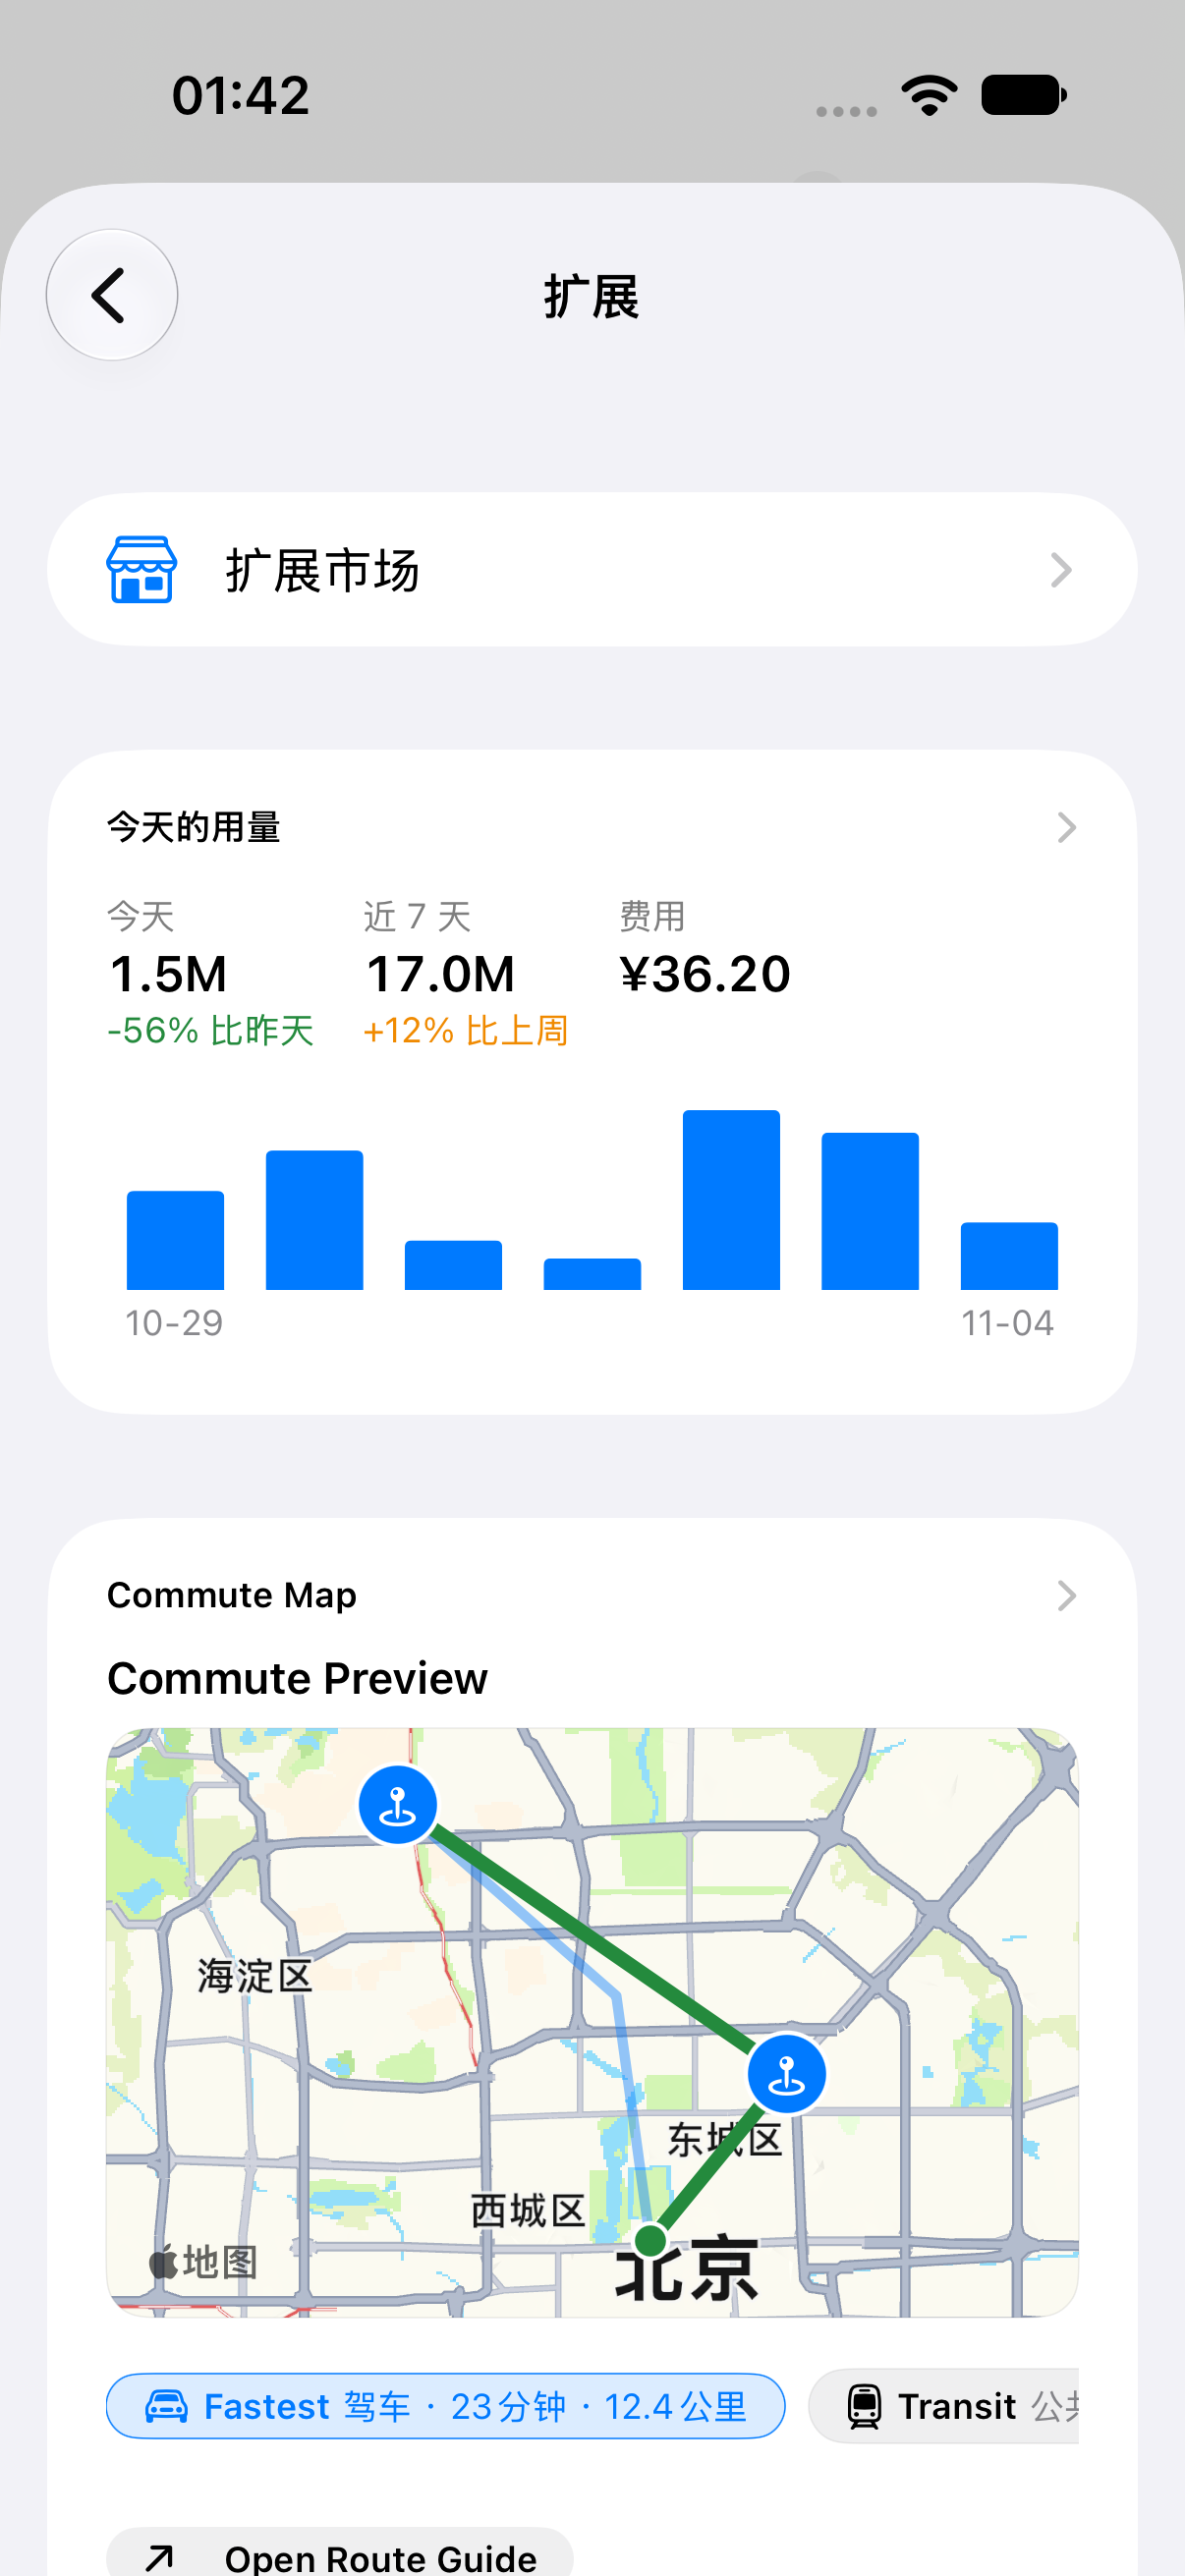 01:42
扩展
扩展市场
今天的用量
今天 近 7 天 费用
1.5M 17.0M ¥36.20
-56% 比昨天 +12% 比上周
10-29 11-04
Commute Map
Commute Preview
海淀区
东城区
西城区
北京
地图
Fastest 驾车 · 23分钟 · 12.4公里 Transit 公
Open Route Guide